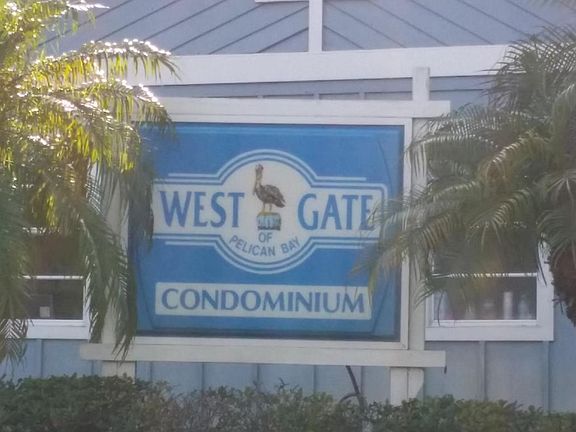 WEST GATE
OF
PELICAN BAY
CONDOMINIUM